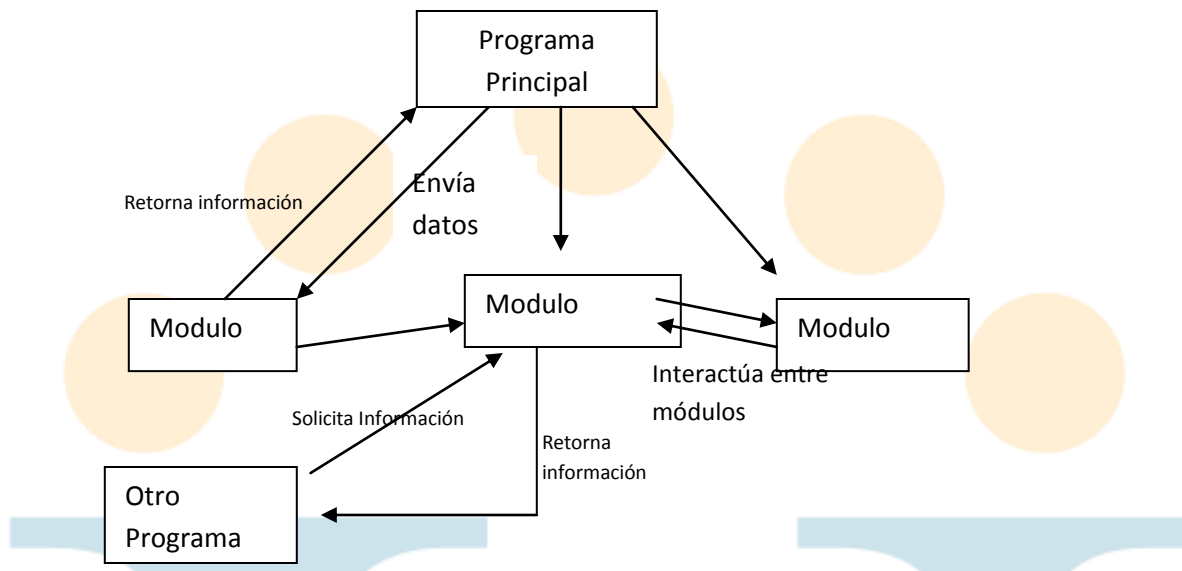 Programa
Principal
Envía
datos
Retorna información
Modulo
Modulo
Modulo
Interactúa entre
módulos
Solicita Información
Retorna
información
Otro
Programa